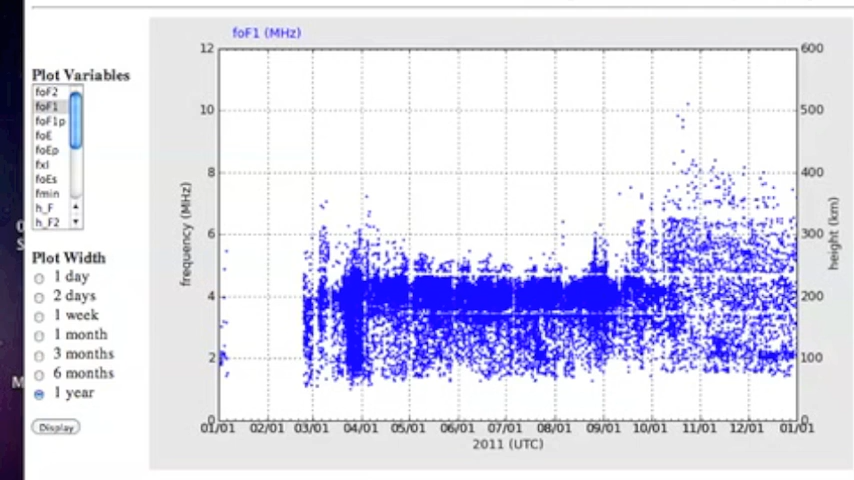 foF1 (MHz)
Plot Variables
foF2
foF1
foF1p
foE
foEp
fxI
foEs
fmin
h_F
h_F2
Plot Width
1 day
2 days
1 week
1 month
3 months
6 months
1 year
Display
12
10
8
6
4
2
0
frequency (MHz)
600
500
400
300
200
100
0
height (km)
01/01 02/01 03/01 04/01 05/01 06/01 07/01 08/01 09/01 10/01 11/01 12/01 01/01
2011 (UTC)